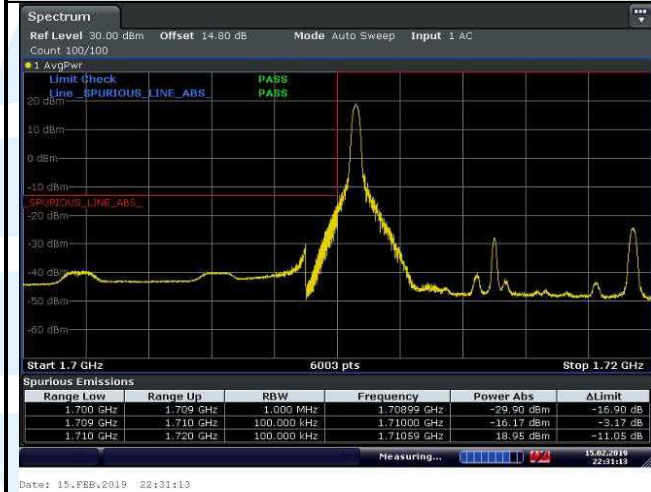 Spectrum
Ref Level 30.00 dBm Offset 14.80 dB Mode Auto Sweep Input 1 AC
Count 100/100
1 AvgPwr
Limit Check PASS
Line _SPURIOUS_LINE_ABS_ PASS
20 dBm
10 dBm
0 dBm
-10 dBm
_SPURIOUS_LINE_ABS_
-20 dBm
-30 dBm
-40 dBm
-50 dBm
-60 dBm
Start 1.7 GHz 6003 pts Stop 1.72 GHz
Spurious Emissions
Range Low Range Up RBW Frequency Power Abs ΔLimit
1.700 GHz 1.709 GHz 1.000 MHz 1.70899 GHz -29.90 dBm -16.90 dB
1.709 GHz 1.710 GHz 100.000 kHz 1.71000 GHz -16.17 dBm -3.17 dB
1.710 GHz 1.720 GHz 100.000 kHz 1.71059 GHz 18.95 dBm -11.05 dB
Measuring... 15.02.2019
22:31:13
Date: 15.FEB.2019 22:31:13